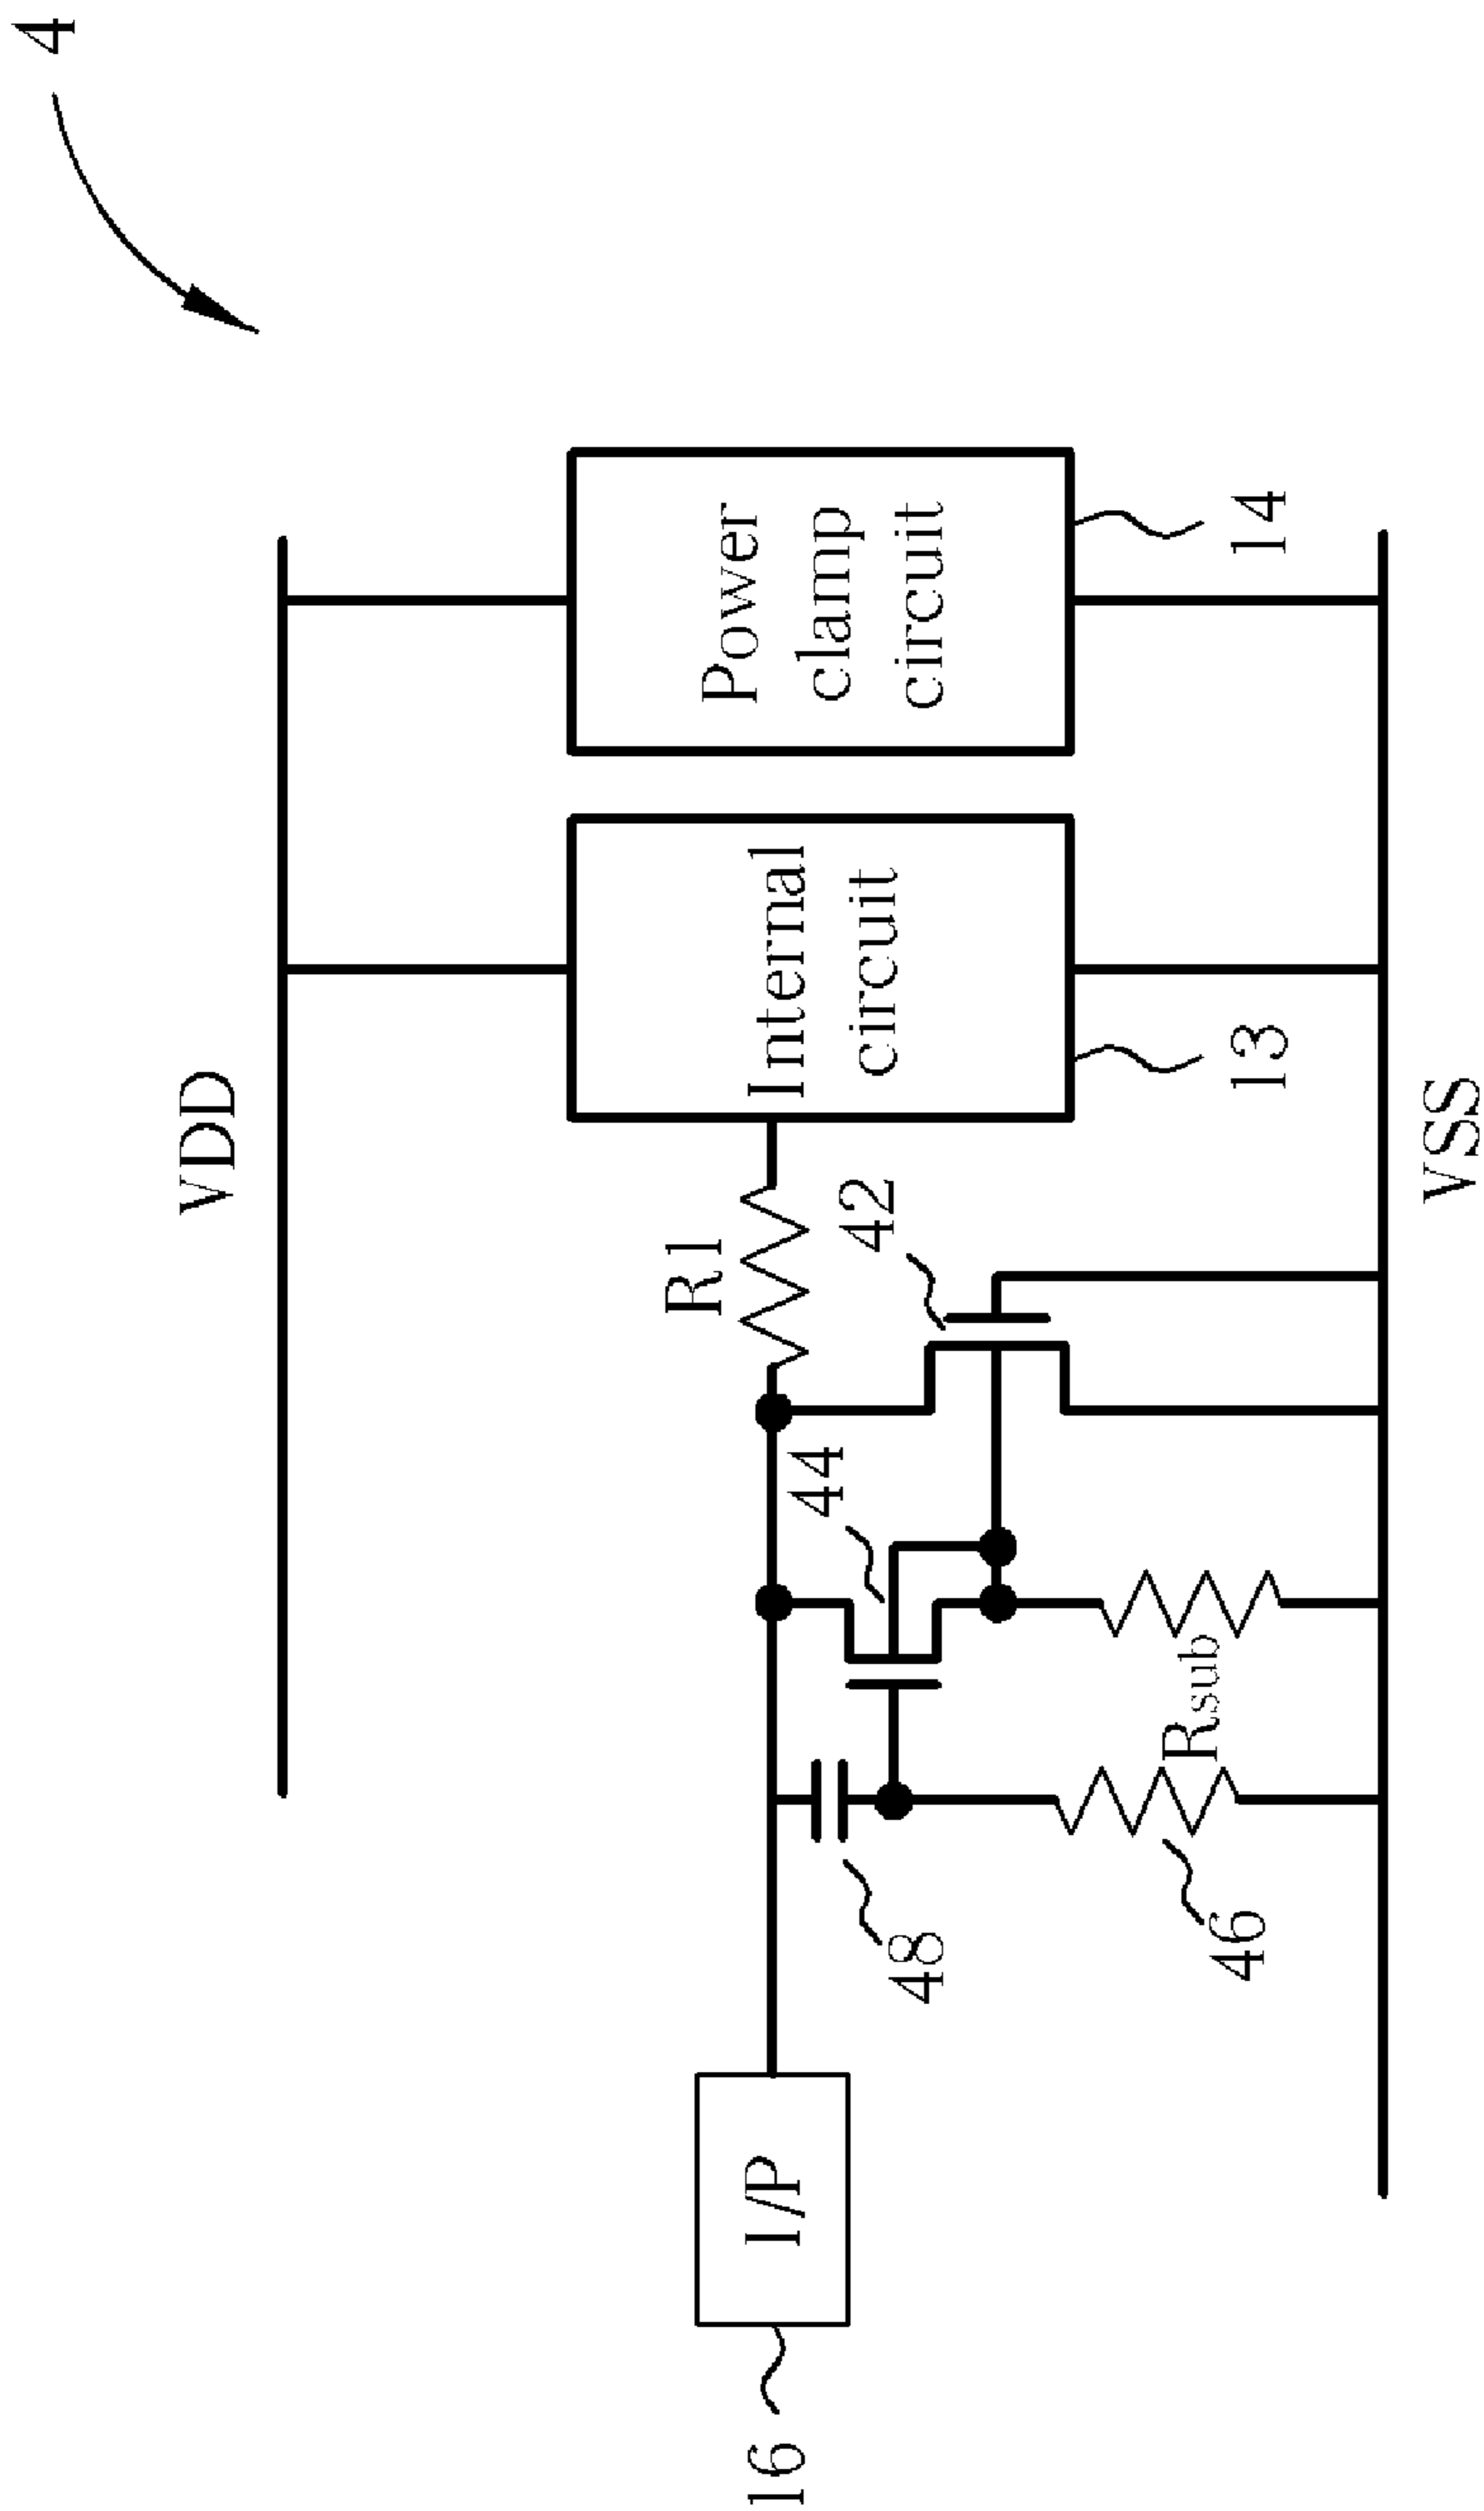 4
VDD
R1
Internal
circuit
Power
clamp
circuit
I/P
16
44
42
48
46
Rsub
13
14
VSS